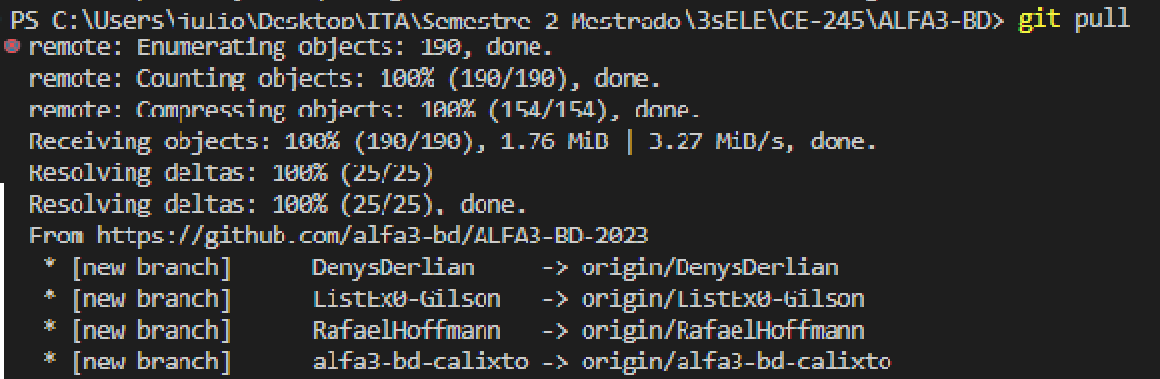 PS C:\Users\julio\Desktop\ITA\Semestre 2 Mestrado\3sELE\CE-245\ALFA3-BD> git pull
remote: Enumerating objects: 190, done.
remote: Counting objects: 100% (190/190), done.
remote: Compressing objects: 100% (154/154), done.
Receiving objects: 100% (190/190), 1.76 MiB | 3.27 MiB/s, done.
Resolving deltas: 100% (25/25)
Resolving deltas: 100% (25/25), done.
From https://github.com/alfa3-bd/ALFA3-BD-2023
 * [new branch]      DenysDerlian     -> origin/DenysDerlian
 * [new branch]      ListEx0-Gilson   -> origin/ListEx0-Gilson
 * [new branch]      RafaelHoffmann   -> origin/RafaelHoffmann
 * [new branch]      alfa3-bd-calixto -> origin/alfa3-bd-calixto